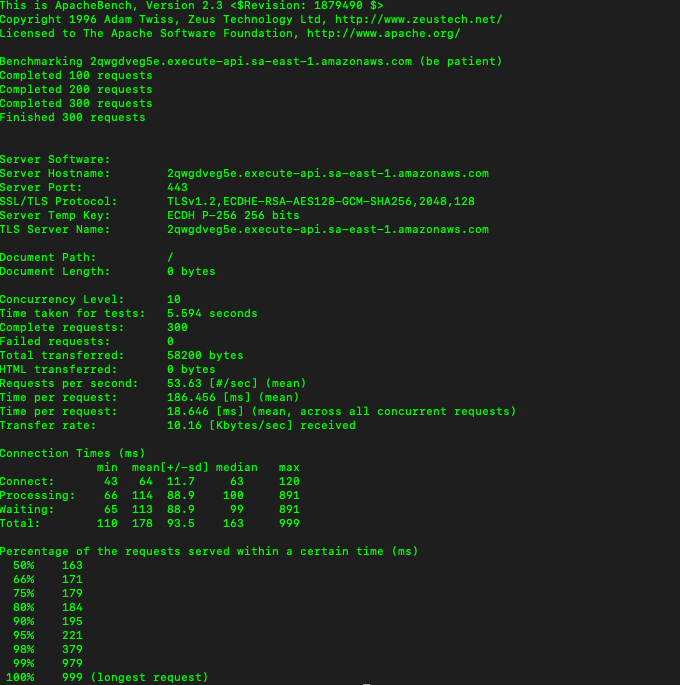 This is ApacheBench, Version 2.3 <$Revision: 1879490 $>
Copyright 1996 Adam Twiss, Zeus Technology Ltd, http://www.zeustech.net/
Licensed to The Apache Software Foundation, http://www.apache.org/
Benchmarking 2qwgdveg5e.execute-api.sa-east-1.amazonaws.com (be patient)
Completed 100 requests
Completed 200 requests
Completed 300 requests
Finished 300 requests
Server Software:
Server Hostname: 2qwgdveg5e.execute-api.sa-east-1.amazonaws.com
Server Port: 443
SSL/TLS Protocol: TLSv1.2,ECDHE-RSA-AES128-GCM-SHA256,2048,128
Server Temp Key: ECDH P-256 256 bits
TLS Server Name: 2qwgdveg5e.execute-api.sa-east-1.amazonaws.com
Document Path: /
Document Length: 0 bytes
Concurrency Level: 10
Time taken for tests: 5.594 seconds
Complete requests: 300
Failed requests: 0
Total transferred: 58200 bytes
HTML transferred: 0 bytes
Requests per second: 53.63 [#/sec] (mean)
Time per request: 186.456 [ms] (mean)
Time per request: 18.646 [ms] (mean, across all concurrent requests)
Transfer rate: 10.16 [Kbytes/sec] received
Connection Times (ms)
min mean[+/-sd] median max
Connect: 43 64 11.7 63 120
Processing: 66 114 88.9 100 891
Waiting: 65 113 88.9 99 891
Total: 110 178 93.5 163 999
Percentage of the requests served within a certain time (ms)
50% 163
66% 171
75% 179
80% 184
90% 195
95% 221
98% 379
99% 979
100% 999 (longest request)